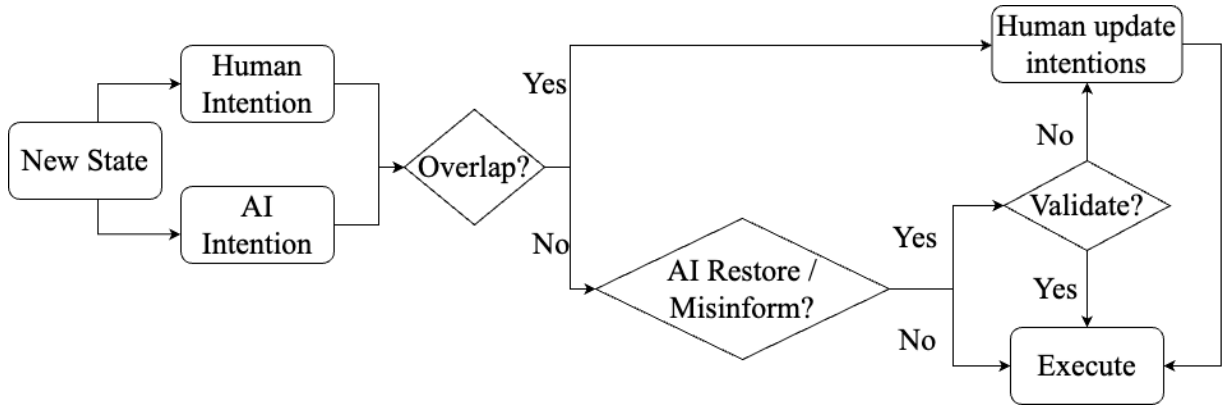 New State
Human
Intention
AI
Intention
Overlap?
Yes
No
AI Restore /
Misinform?
Yes
No
Validate?
No
Yes
Human update
intentions
Execute